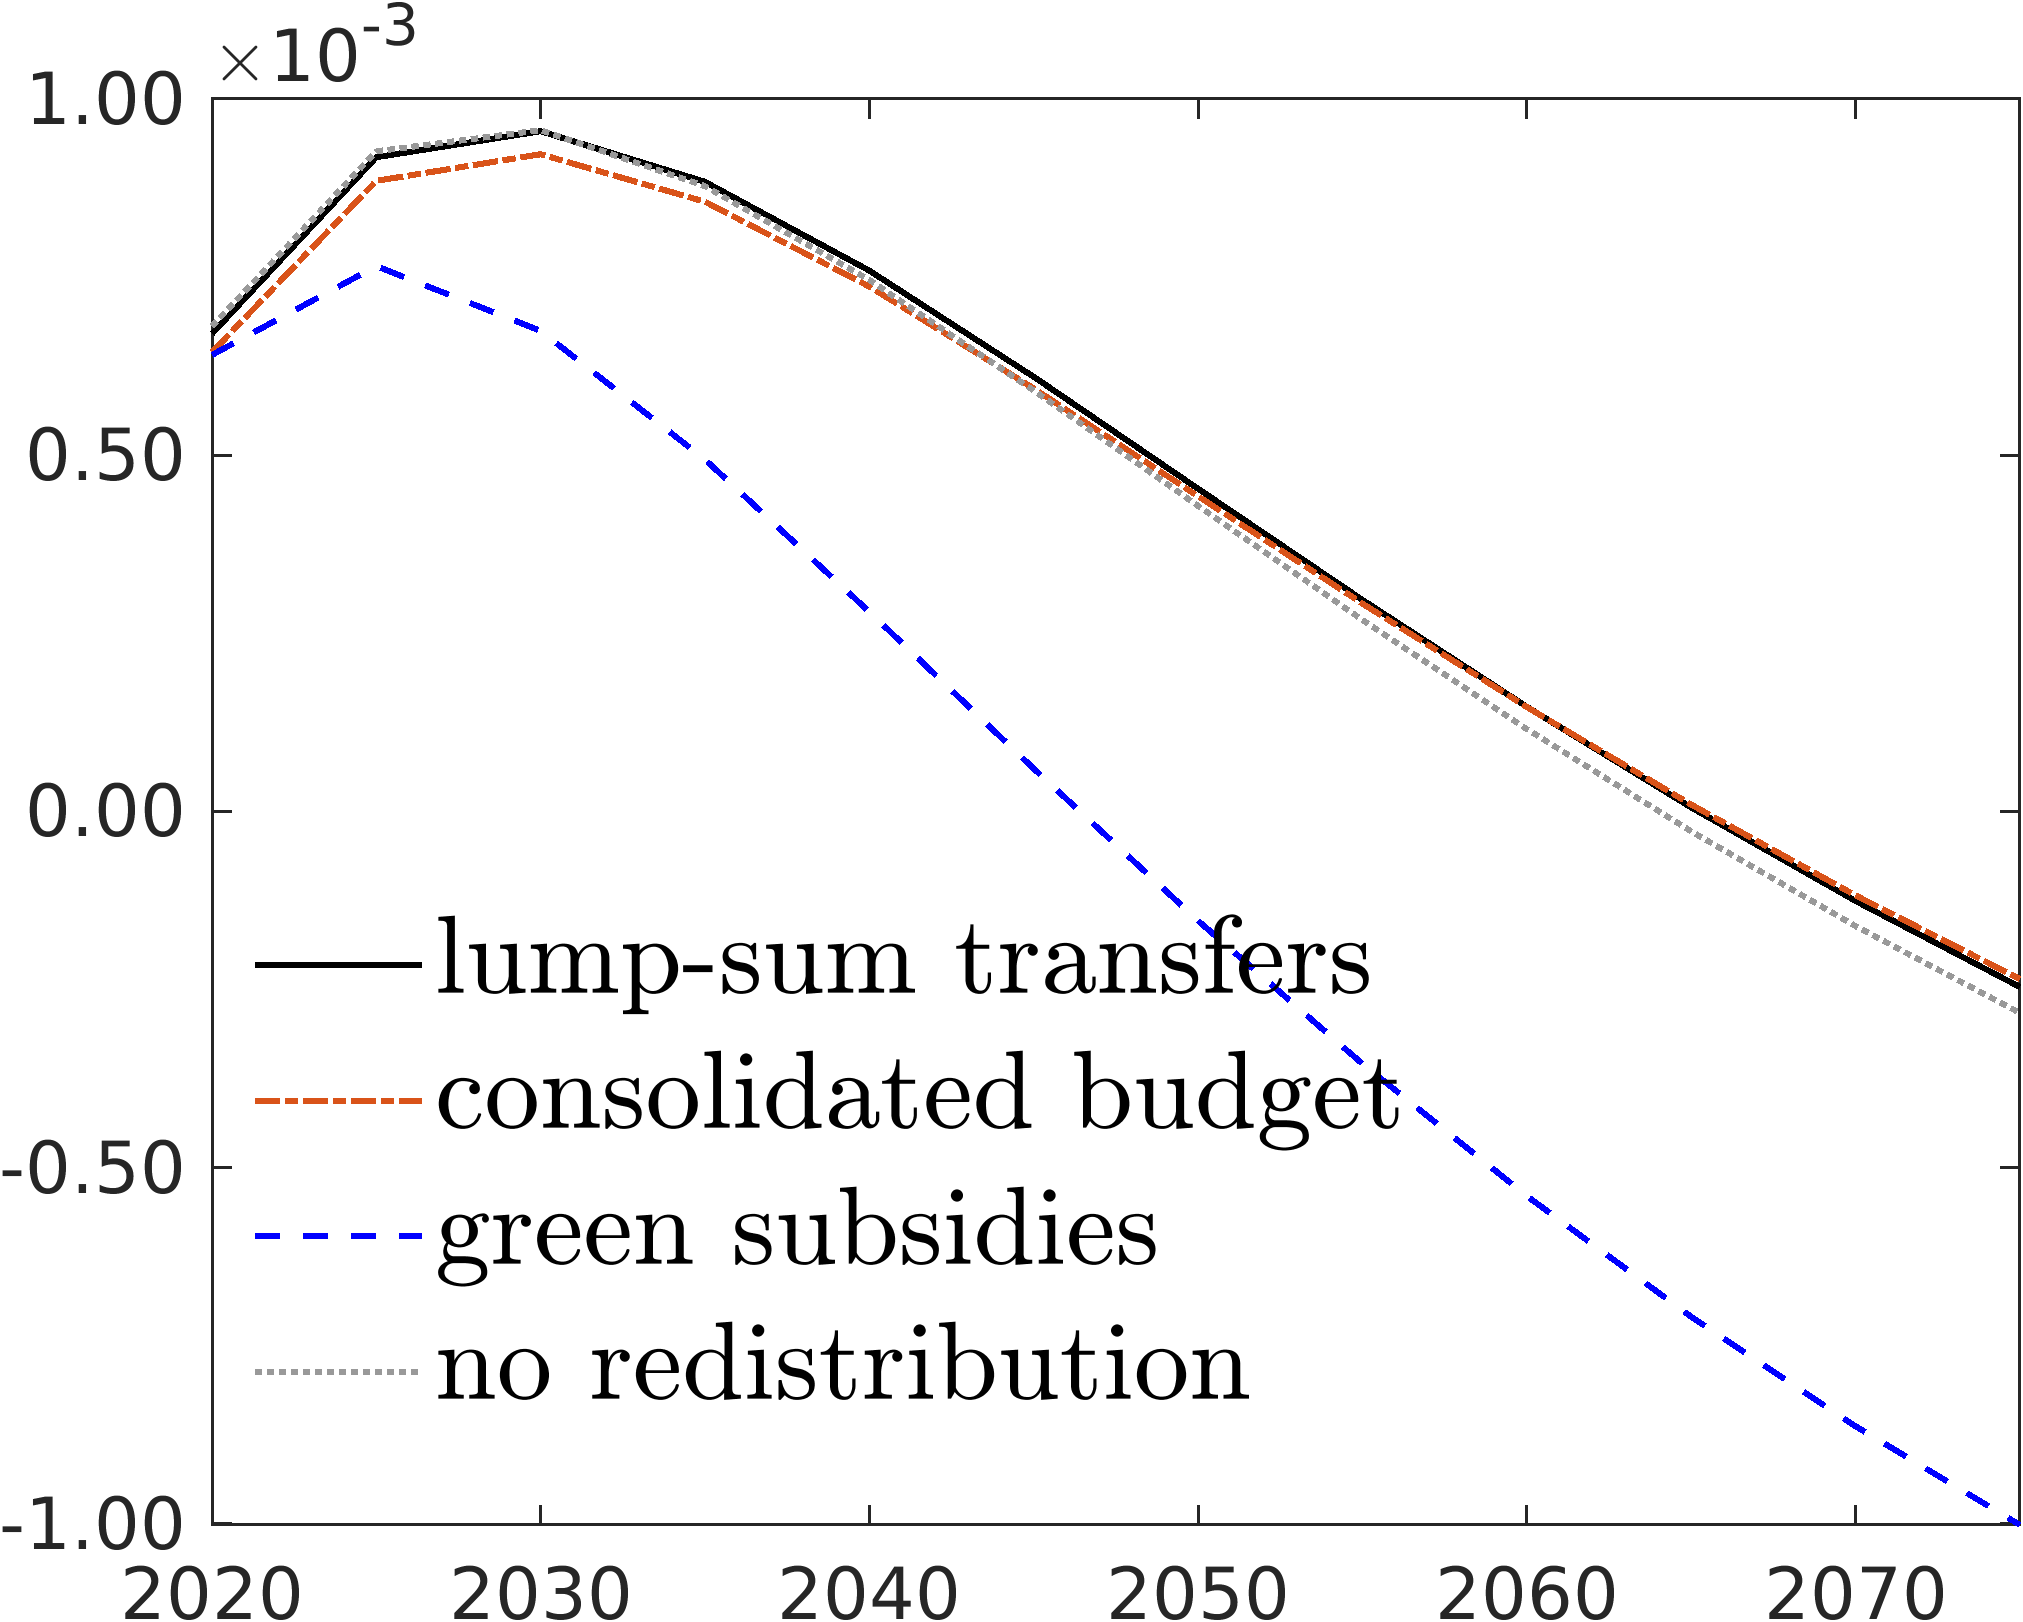 ×10-3
1.00
0.50
0.00
-0.50
-1.00
lump-sum transfers
consolidated budget
green subsidies
no redistribution
2020 2030 2040 2050 2060 2070